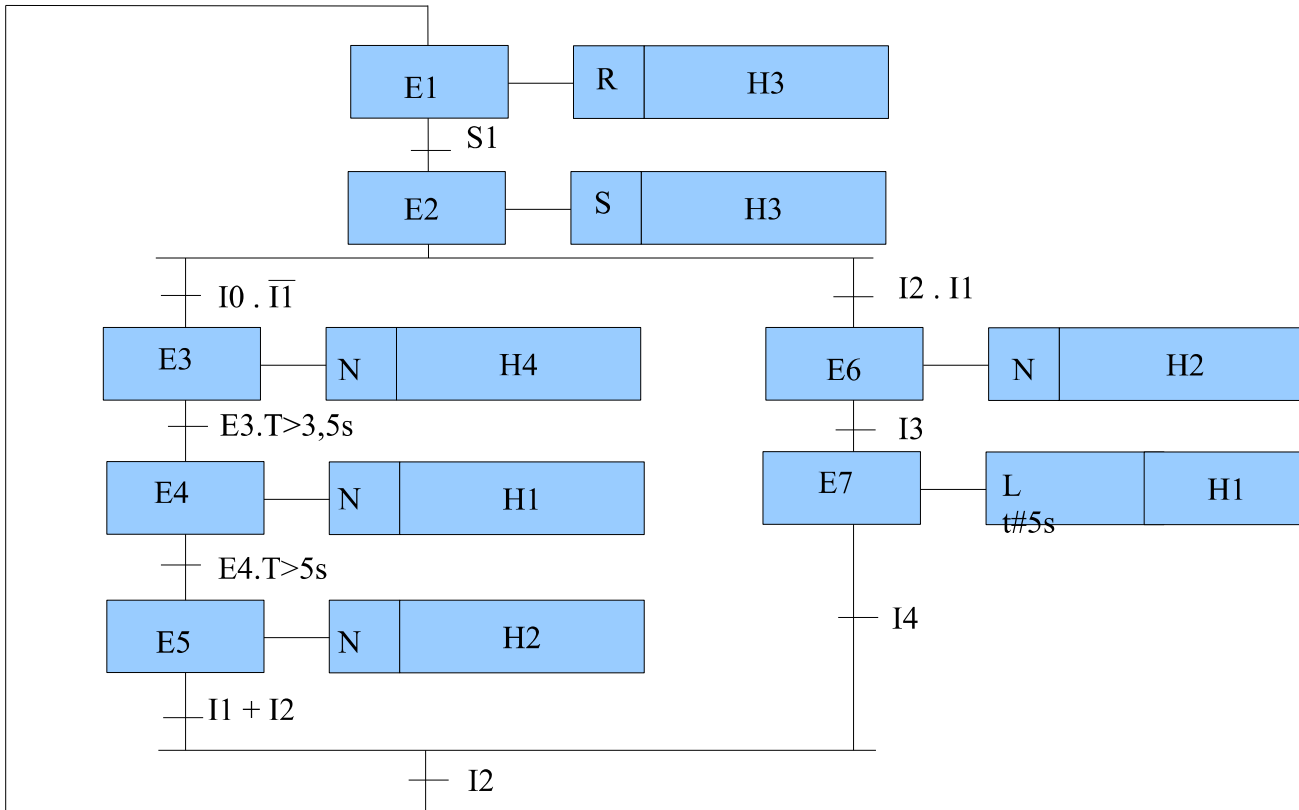 E1 R H3
S1
E2 S H3
I0 . I̅1̅
I2 . I1
E3 N H4
E6 N H2
E3.T>3,5s
I3
E4 N H1
E7 L H1
t#5s
E4.T>5s
I4
E5 N H2
I1 + I2
I2